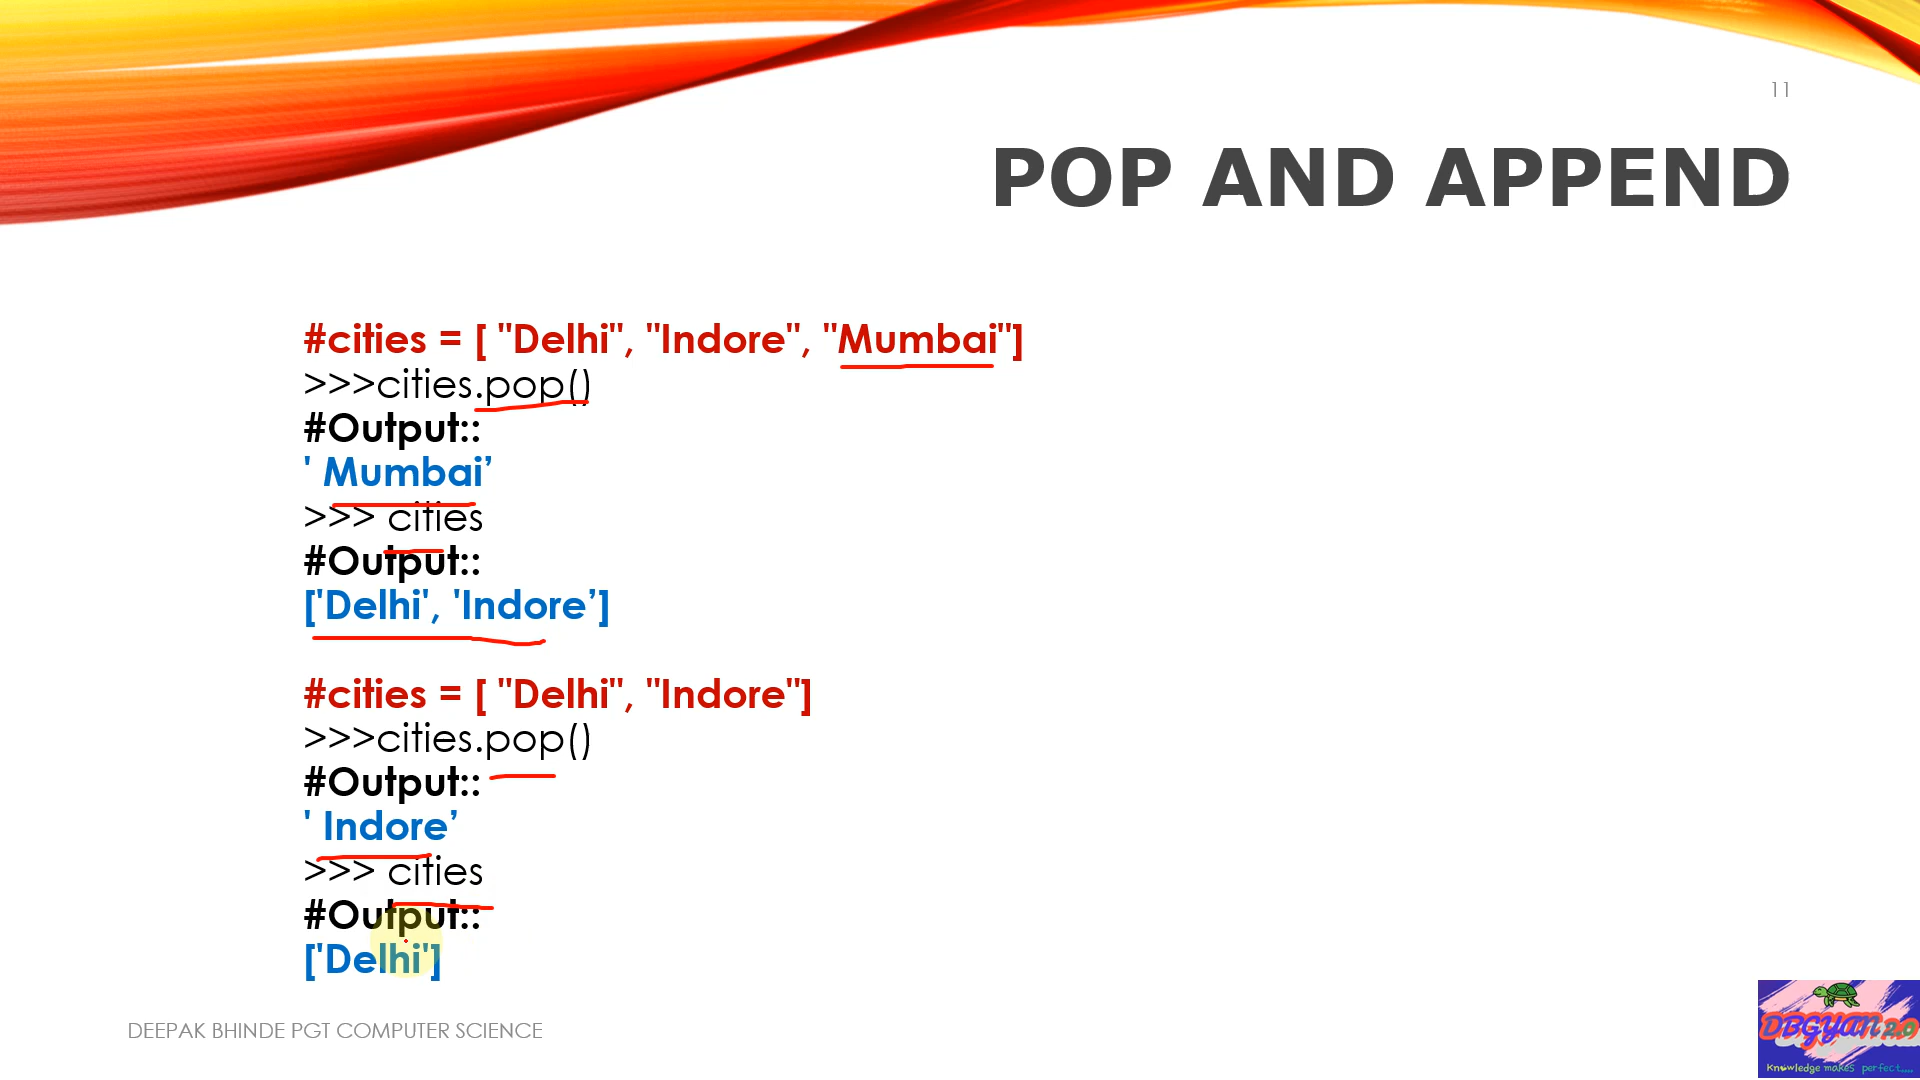 11
POP AND APPEND
#cities = [ "Delhi", "Indore", "Mumbai"]
>>>cities.pop()
#Output::
' Mumbai’
>>> cities
#Output::
['Delhi', 'Indore’]
#cities = [ "Delhi", "Indore"]
>>>cities.pop()
#Output::
' Indore’
>>> cities
#Output::
['Delhi']
DEEPAK BHINDE PGT COMPUTER SCIENCE
DBGYAN 2.0
Knowledge makes perfect....